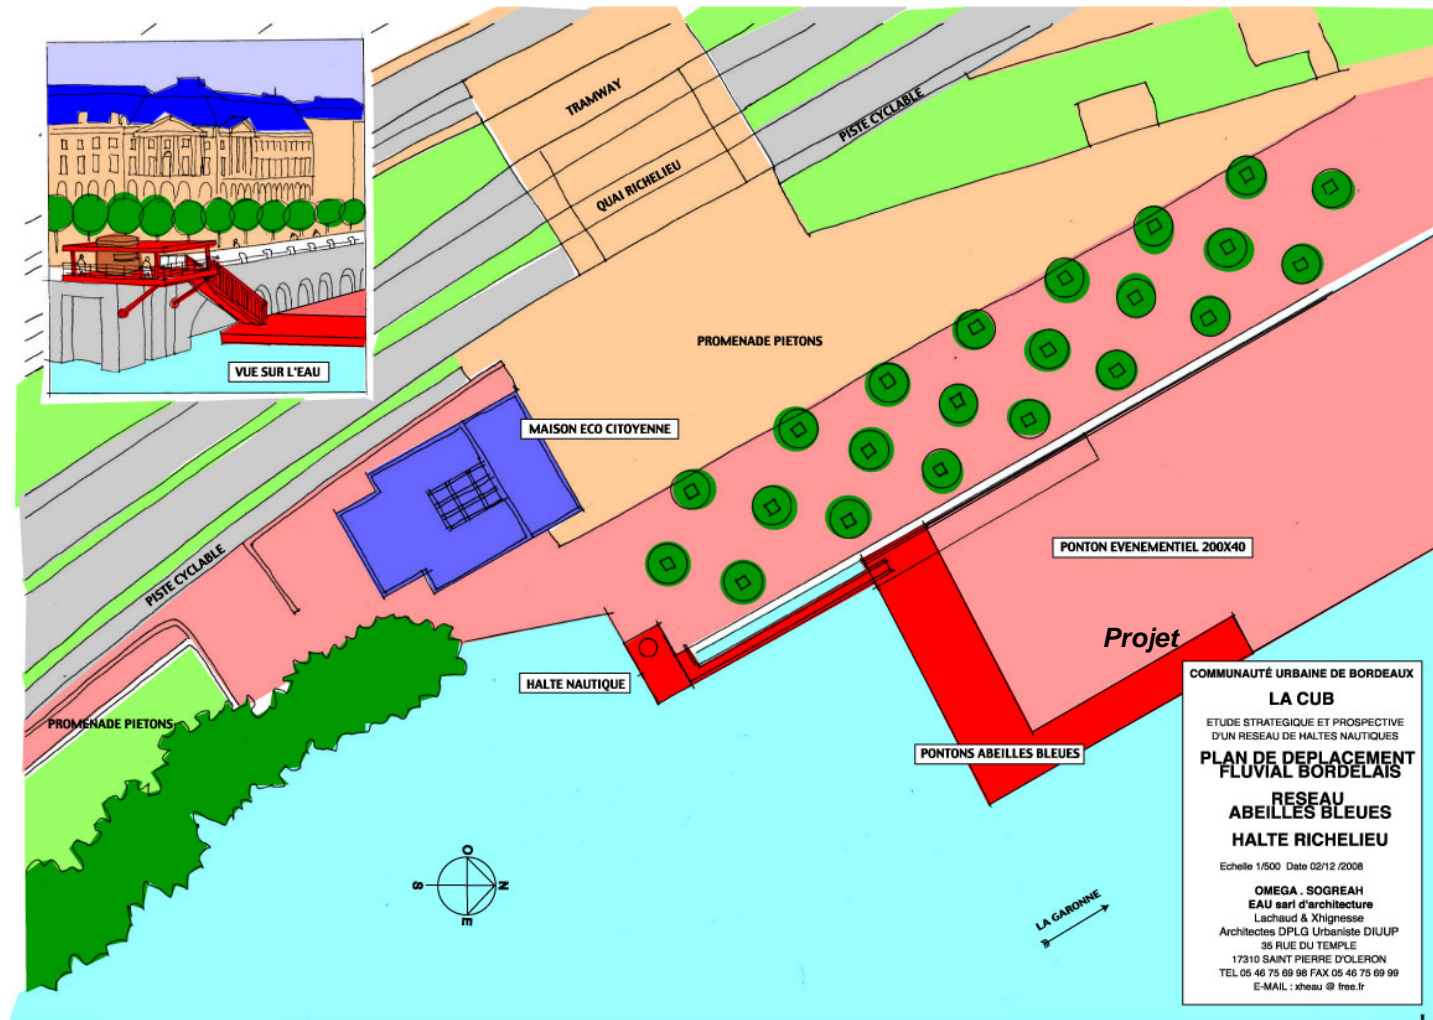 TRAMWAY
PISTE CYCLABLE
QUAI RICHELIEU
PROMENADE PIETONS
VUE SUR L'EAU
MAISON ECO CITOYENNE
PISTE CYCLABLE
PONTON EVENEMENTIEL 200X40
Projet
HALTE NAUTIQUE
PROMENADE PIETONS
PONTONS ABEILLES BLEUES
O
S
N
E
LA GARONNE
COMMUNAUTÉ URBAINE DE BORDEAUX
LA CUB
ETUDE STRATEGIQUE ET PROSPECTIVE
D'UN RESEAU DE HALTES NAUTIQUES
PLAN DE DEPLACEMENT
FLUVIAL BORDELAIS
RESEAU
ABEILLES BLEUES
HALTE RICHELIEU
Echelle 1/500 Date 02/12 /2008
OMEGA . SOGREAH
EAU sarl d'architecture
Lachaud & Xhignesse
Architectes DPLG Urbaniste DIUUP
35 RUE DU TEMPLE
17310 SAINT PIERRE D'OLERON
TEL 05 46 75 69 98 FAX 05 46 75 69 99
E-MAIL : xheau @ free.fr